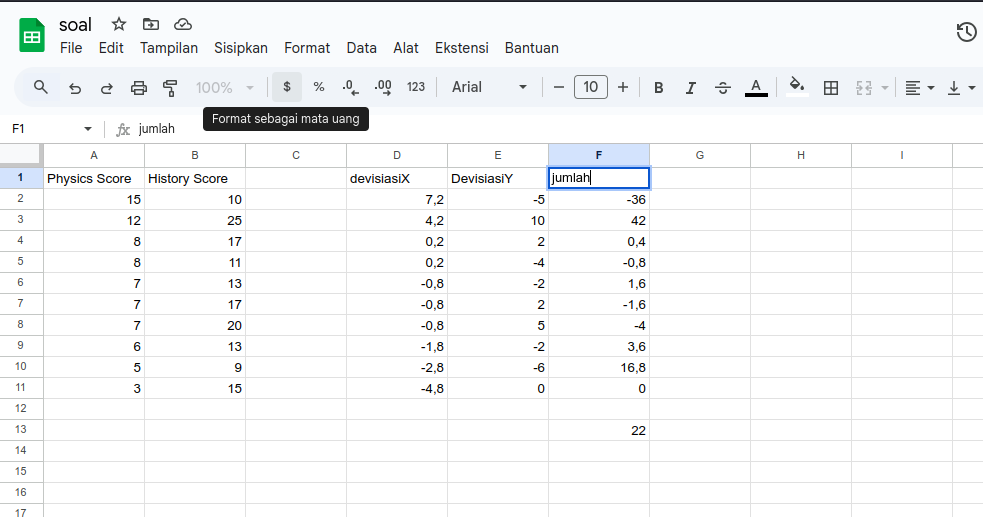 soal
File Edit Tampilan Sisipkan Format Data Alat Ekstensi Bantuan
100% $ % .0 .00 123 Arial 10 B I S A
Format sebagai mata uang
F1 fx jumlah
A B C D E F G H I
1 Physics Score History Score devisiasiX DevisiasiY jumlah
2 15 10 7,2 -5 -36
3 12 25 4,2 10 42
4 8 17 0,2 2 0,4
5 8 11 0,2 -4 -0,8
6 7 13 -0,8 -2 1,6
7 7 17 -0,8 2 -1,6
8 7 20 -0,8 5 -4
9 6 13 -1,8 -2 3,6
10 5 9 -2,8 -6 16,8
11 3 15 -4,8 0 0
12
13 22
14
15
16
17